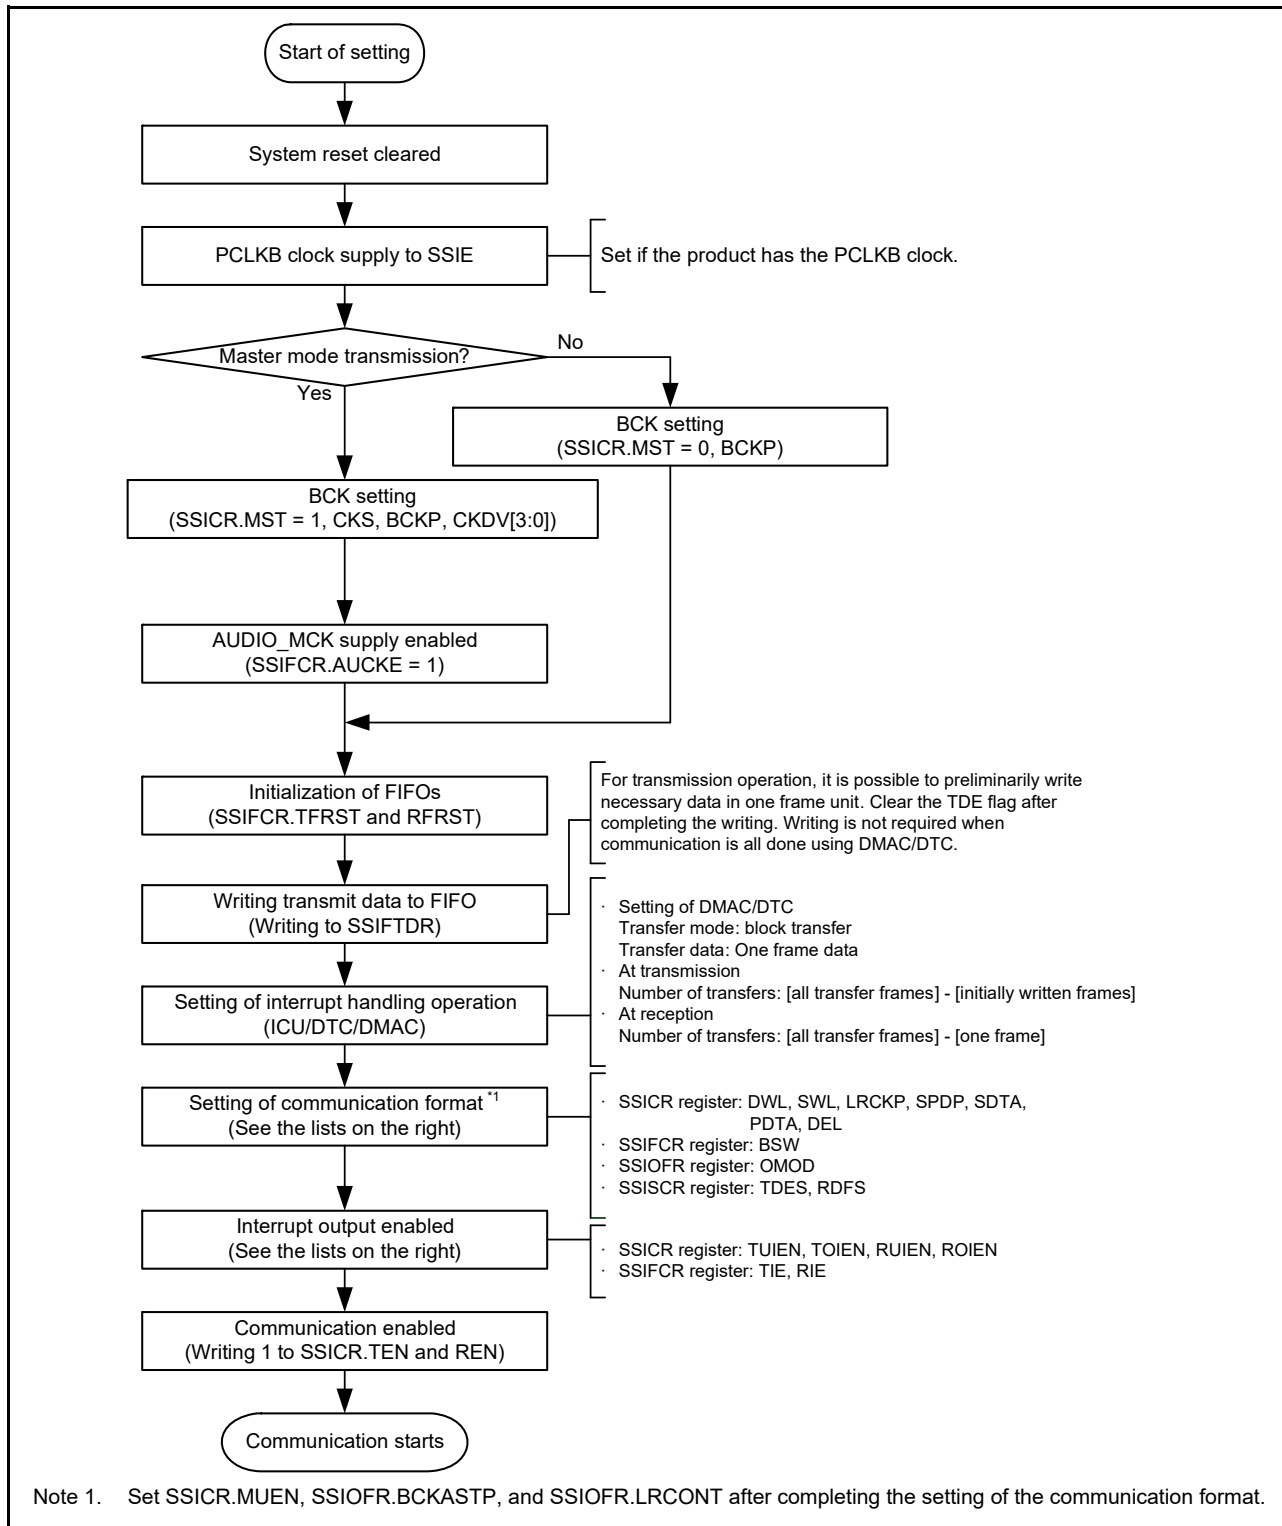 Start of setting
System reset cleared
PCLKB clock supply to SSIE
Set if the product has the PCLKB clock.
Master mode transmission?
No
Yes
BCK setting
(SSICR.MST = 0, BCKP)
BCK setting
(SSICR.MST = 1, CKS, BCKP, CKDV[3:0])
AUDIO_MCK supply enabled
(SSIFCR.AUCKE = 1)
Initialization of FIFOs
(SSIFCR.TFRST and RFRST)
For transmission operation, it is possible to preliminarily write
necessary data in one frame unit. Clear the TDE flag after
completing the writing. Writing is not required when
communication is all done using DMAC/DTC.
Writing transmit data to FIFO
(Writing to SSIFTDR)
· Setting of DMAC/DTC
Transfer mode: block transfer
Transfer data: One frame data
· At transmission
Number of transfers: [all transfer frames] - [initially written frames]
· At reception
Number of transfers: [all transfer frames] - [one frame]
Setting of interrupt handling operation
(ICU/DTC/DMAC)
Setting of communication format *1
(See the lists on the right)
· SSICR register: DWL, SWL, LRCKP, SPDP, SDTA,
PDTA, DEL
· SSIFCR register: BSW
· SSIOFR register: OMOD
· SSISCR register: TDES, RDFS
Interrupt output enabled
(See the lists on the right)
· SSICR register: TUIEN, TOIEN, RUIEN, ROIEN
· SSIFCR register: TIE, RIE
Communication enabled
(Writing 1 to SSICR.TEN and REN)
Communication starts
Note 1. Set SSICR.MUEN, SSIOFR.BCKASTP, and SSIOFR.LRCONT after completing the setting of the communication format.